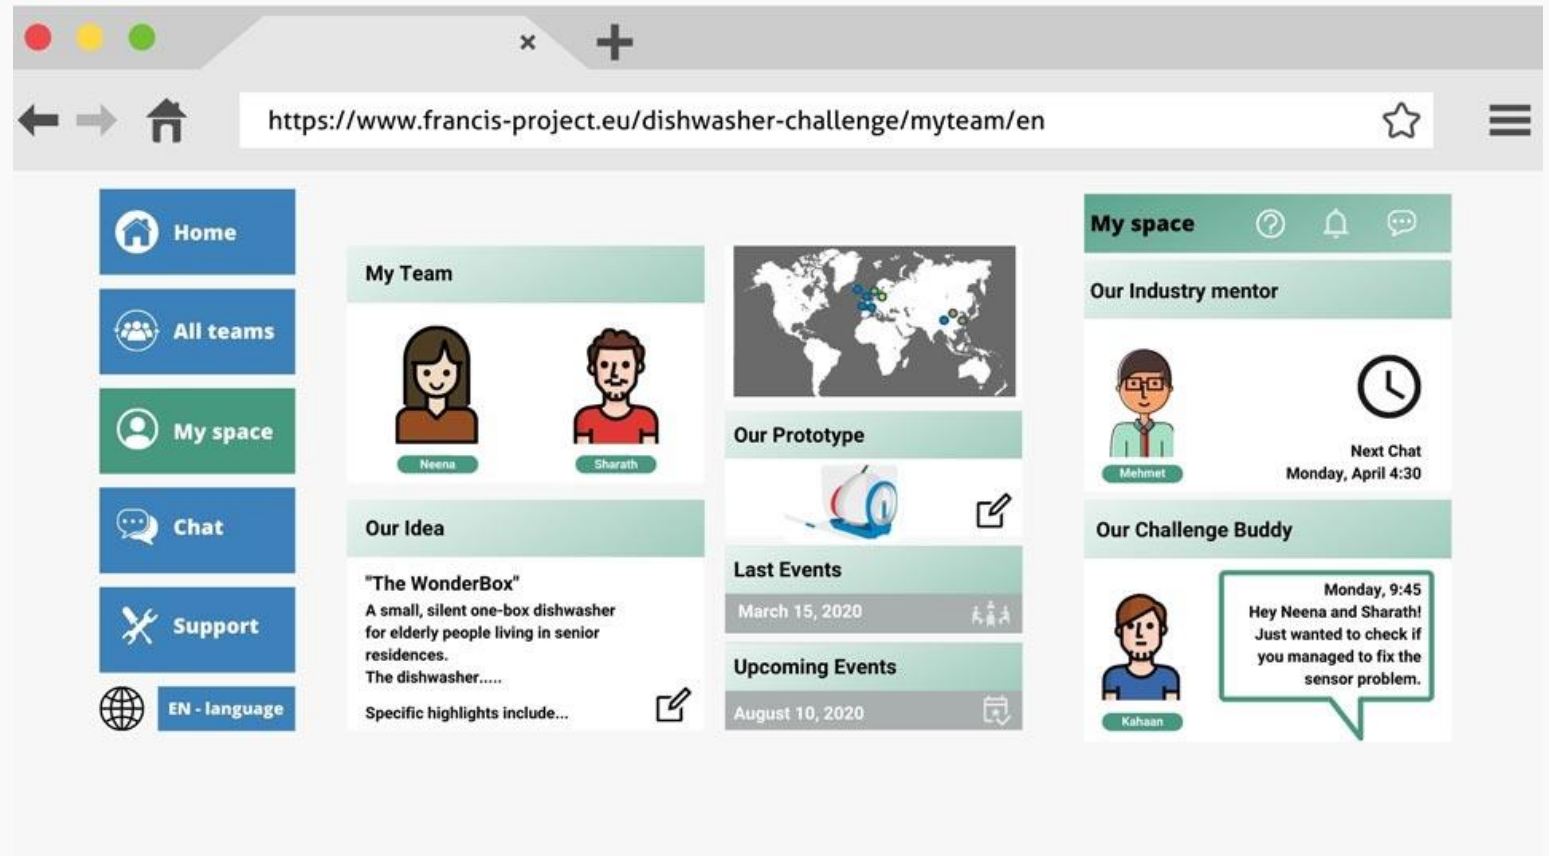 https://www.francis-project.eu/dishwasher-challenge/myteam/en
Home
All teams
My space
Chat
Support
EN - language
My Team
Neena
Sharath
Our Idea
"The WonderBox"
A small, silent one-box dishwasher
for elderly people living in senior
residences.
The dishwasher.....
Specific highlights include...
Our Prototype
Last Events
March 15, 2020
Upcoming Events
August 10, 2020
My space
Our Industry mentor
Mehmet
Next Chat
Monday, April 4:30
Our Challenge Buddy
Kahaan
Monday, 9:45
Hey Neena and Sharath!
Just wanted to check if
you managed to fix the
sensor problem.